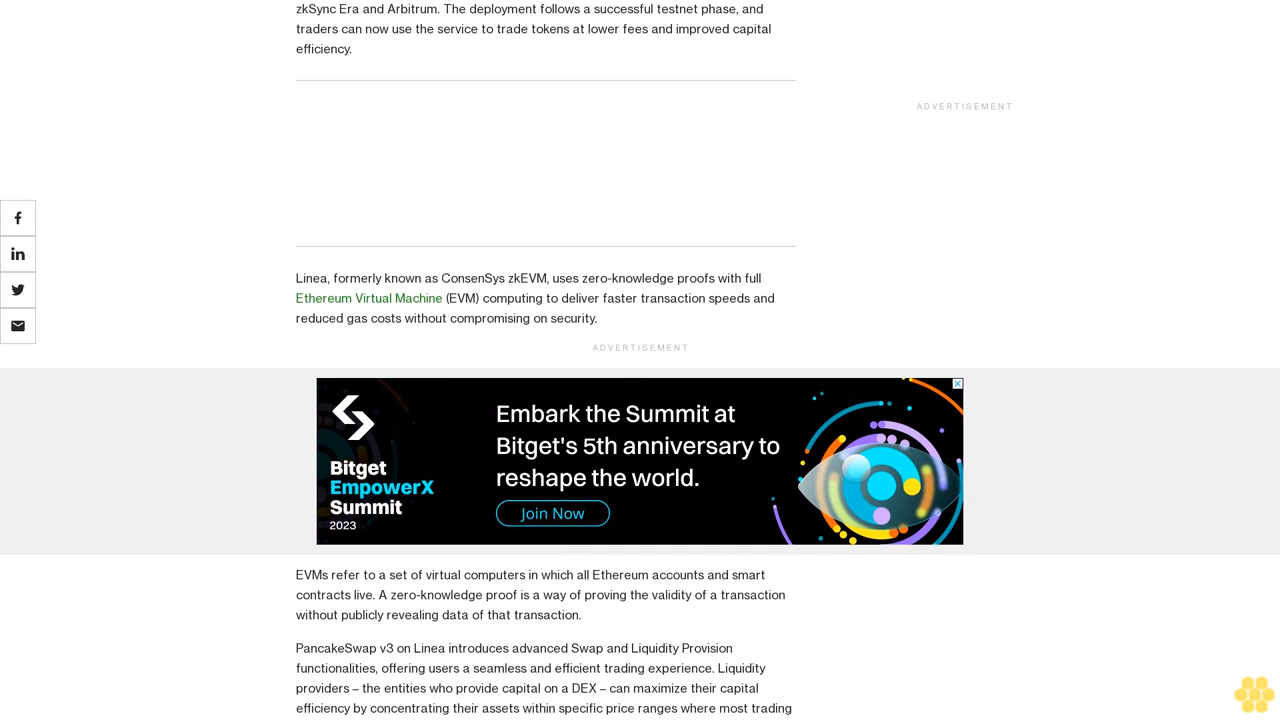 zkSync Era and Arbitrum. The deployment follows a successful testnet phase, and
traders can now use the service to trade tokens at lower fees and improved capital
efficiency.
ADVERTISEMENT
Linea, formerly known as ConsenSys zkEVM, uses zero-knowledge proofs with full
Ethereum Virtual Machine (EVM) computing to deliver faster transaction speeds and
reduced gas costs without compromising on security.
ADVERTISEMENT
Bitget
EmpowerX
Summit
2023
Embark the Summit at
Bitget's 5th anniversary to
reshape the world.
Join Now
EVMs refer to a set of virtual computers in which all Ethereum accounts and smart
contracts live. A zero-knowledge proof is a way of proving the validity of a transaction
without publicly revealing data of that transaction.
PancakeSwap v3 on Linea introduces advanced Swap and Liquidity Provision
functionalities, offering users a seamless and efficient trading experience. Liquidity
providers – the entities who provide capital on a DEX – can maximize their capital
efficiency by concentrating their assets within specific price ranges where most trading